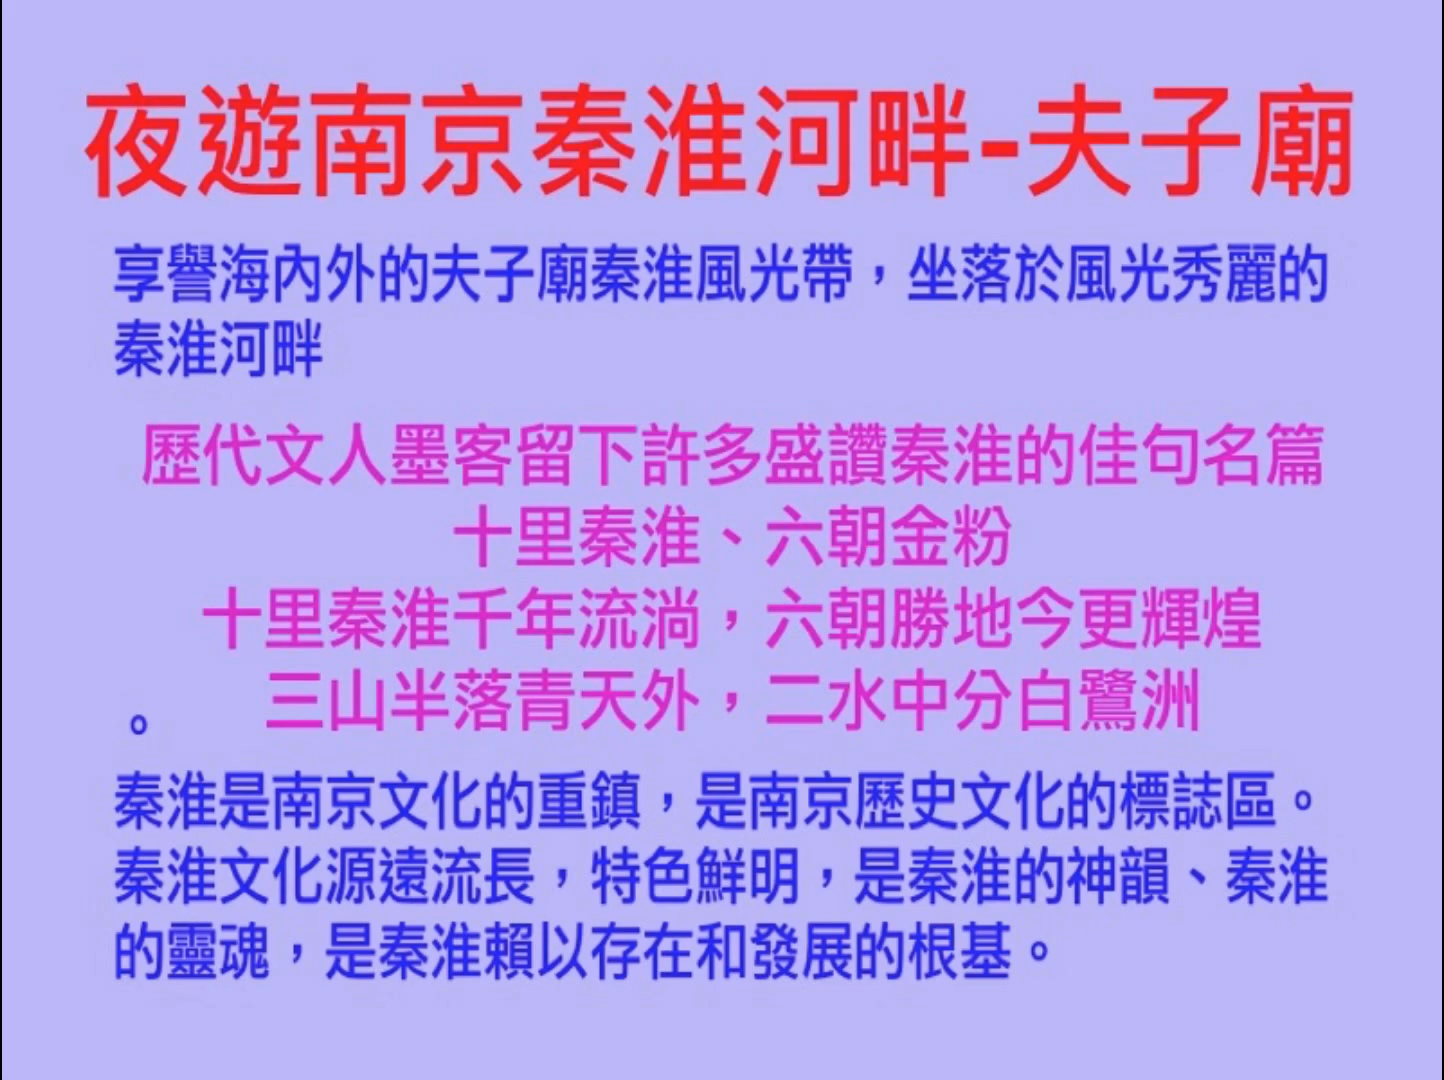 夜遊南京秦淮河畔-夫子廟
享譽海內外的夫子廟秦淮風光帶，坐落於風光秀麗的
秦淮河畔
歷代文人墨客留下許多盛讚秦淮的佳句名篇
十里秦淮、六朝金粉
十里秦淮千年流淌，六朝勝地今更輝煌
。 三山半落青天外，二水中分白鷺洲
秦淮是南京文化的重鎮，是南京歷史文化的標誌區。
秦淮文化源遠流長，特色鮮明，是秦淮的神韻、秦淮
的靈魂，是秦淮賴以存在和發展的根基。